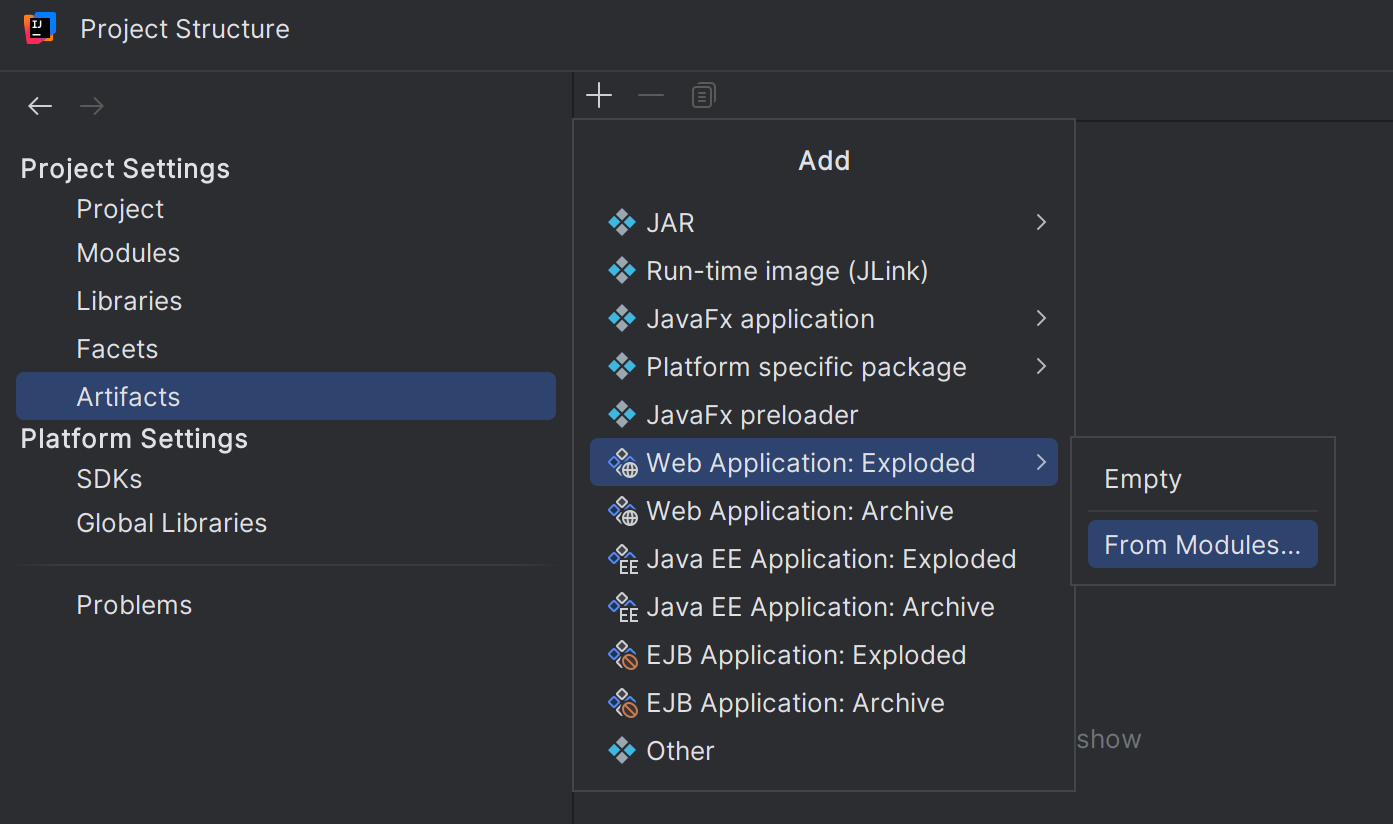 Project Structure
Project Settings
Project
Modules
Libraries
Facets
Artifacts
Platform Settings
SDKs
Global Libraries
Problems
Add
JAR
Run-time image (JLink)
JavaFx application
Platform specific package
JavaFx preloader
Web Application: Exploded
Web Application: Archive
Java EE Application: Exploded
Java EE Application: Archive
EJB Application: Exploded
EJB Application: Archive
Other
Empty
From Modules...
show